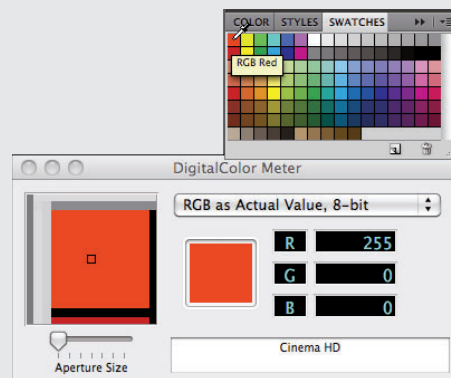 COLOR STYLES SWATCHES
RGB Red
DigitalColor Meter
RGB as Actual Value, 8-bit
R 255
G 0
B 0
Cinema HD
Aperture Size